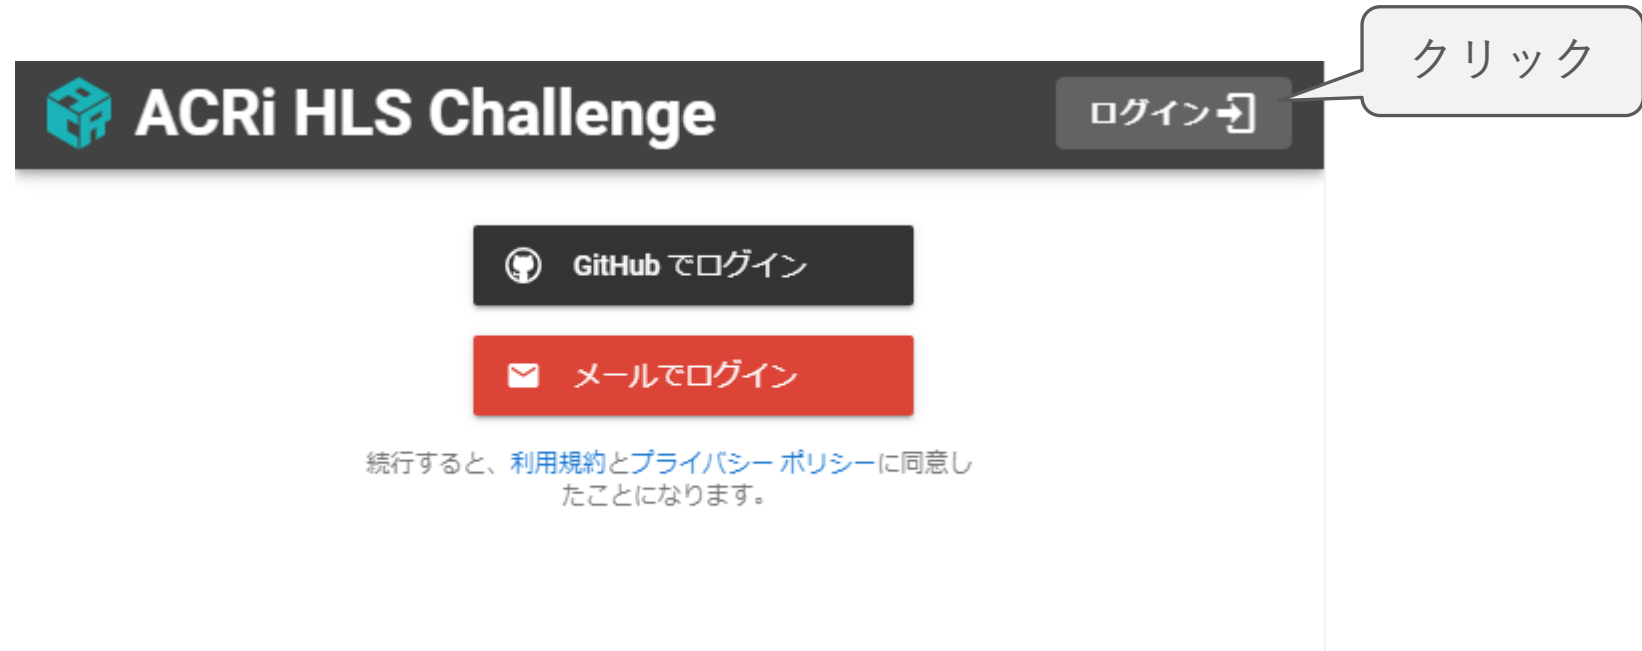 クリック
ACRi HLS Challenge
ログイン
GitHub でログイン
メールでログイン
続行すると、利用規約とプライバシー ポリシーに同意し
たことになります。